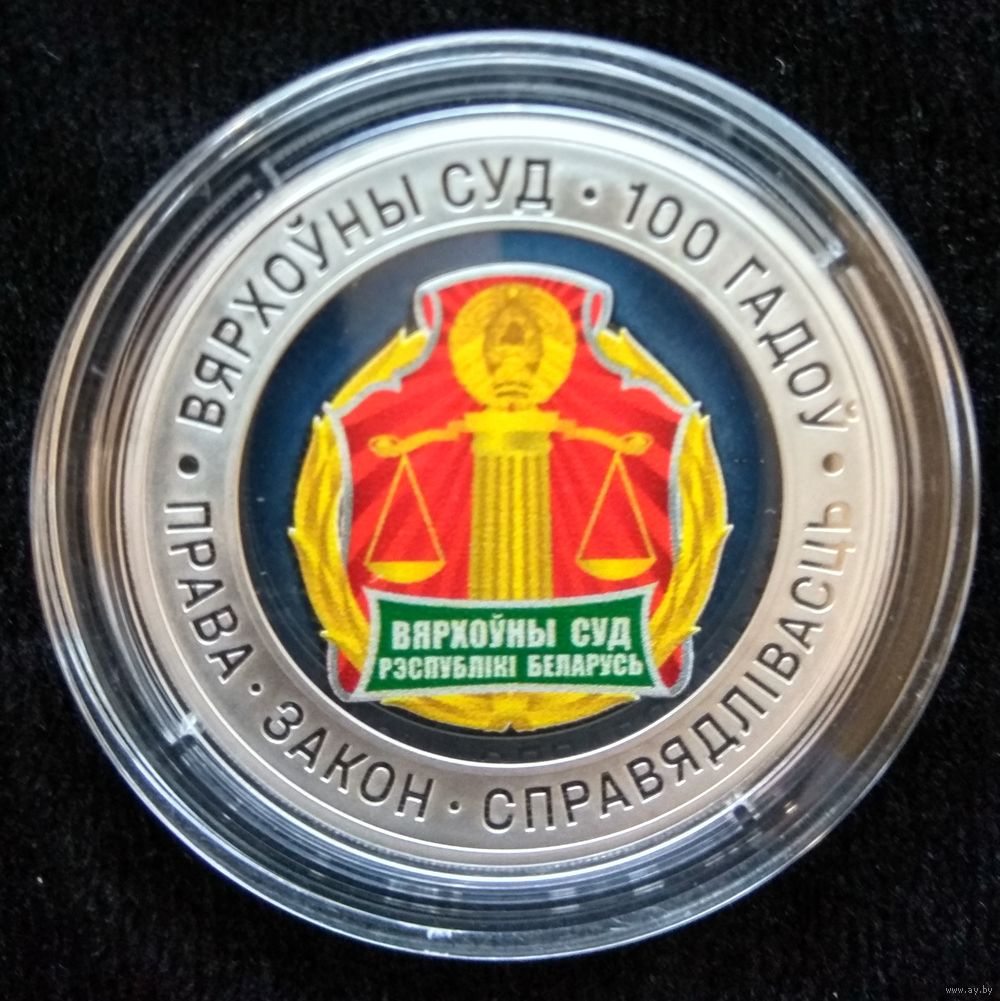 ВЯРХОЎНЫ СУД · 100 ГАДОЎ
ПРАВА · ЗАКОН · СПРАВЯДЛІВАСЦЬ
ВЯРХОЎНЫ СУД
РЭСПУБЛІКІ БЕЛАРУСЬ
www.ay.by